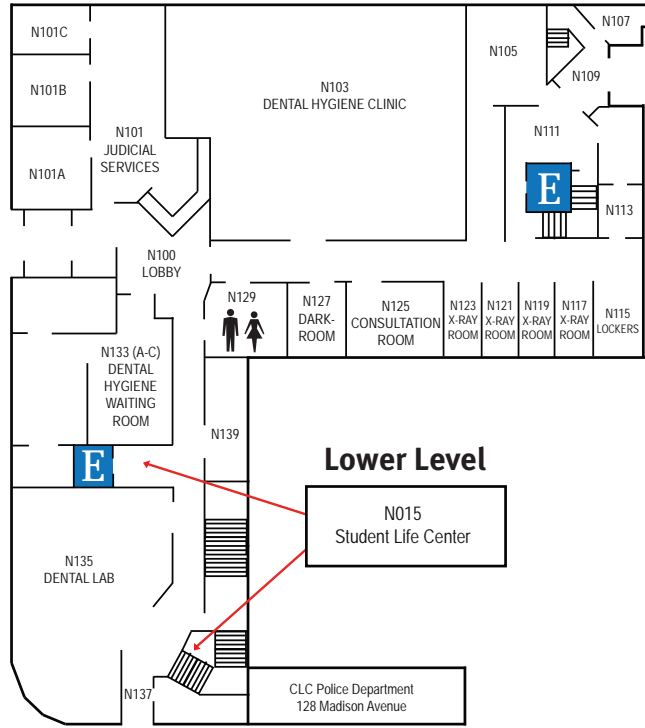 N101C
N107
N105
N103
DENTAL HYGIENE CLINIC
N109
N101B
N101
JUDICIAL
SERVICES
N111
N101A
E
N113
N100
LOBBY
N129
N127
DARK-
ROOM
N125
CONSULTATION
ROOM
N123
X-RAY
ROOM
N121
X-RAY
ROOM
N119
X-RAY
ROOM
N117
X-RAY
ROOM
N115
LOCKERS
N133 (A-C)
DENTAL
HYGIENE
WAITING
ROOM
N139
Lower Level
E
N015
Student Life Center
N135
DENTAL LAB
N137
CLC Police Department
128 Madison Avenue